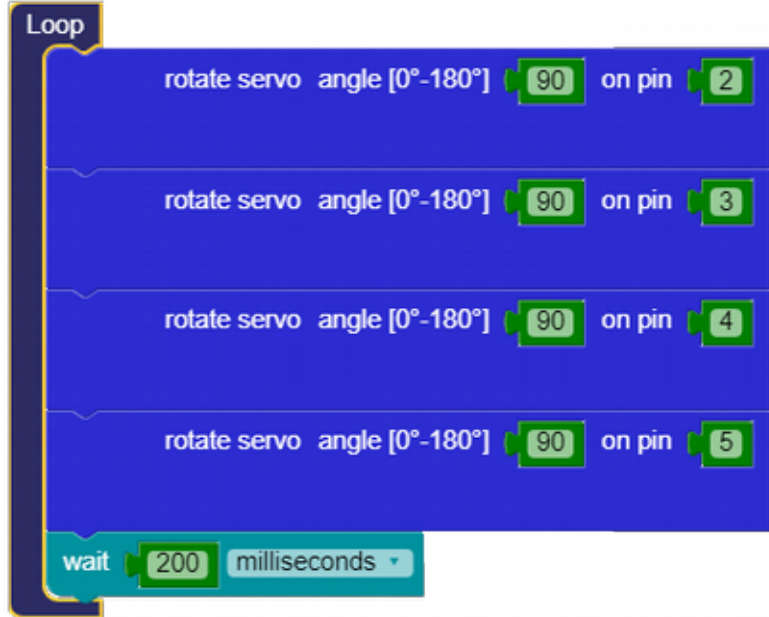 Loop
rotate servo angle [0°-180°] 90 on pin 2
rotate servo angle [0°-180°] 90 on pin 3
rotate servo angle [0°-180°] 90 on pin 4
rotate servo angle [0°-180°] 90 on pin 5
wait 200 milliseconds